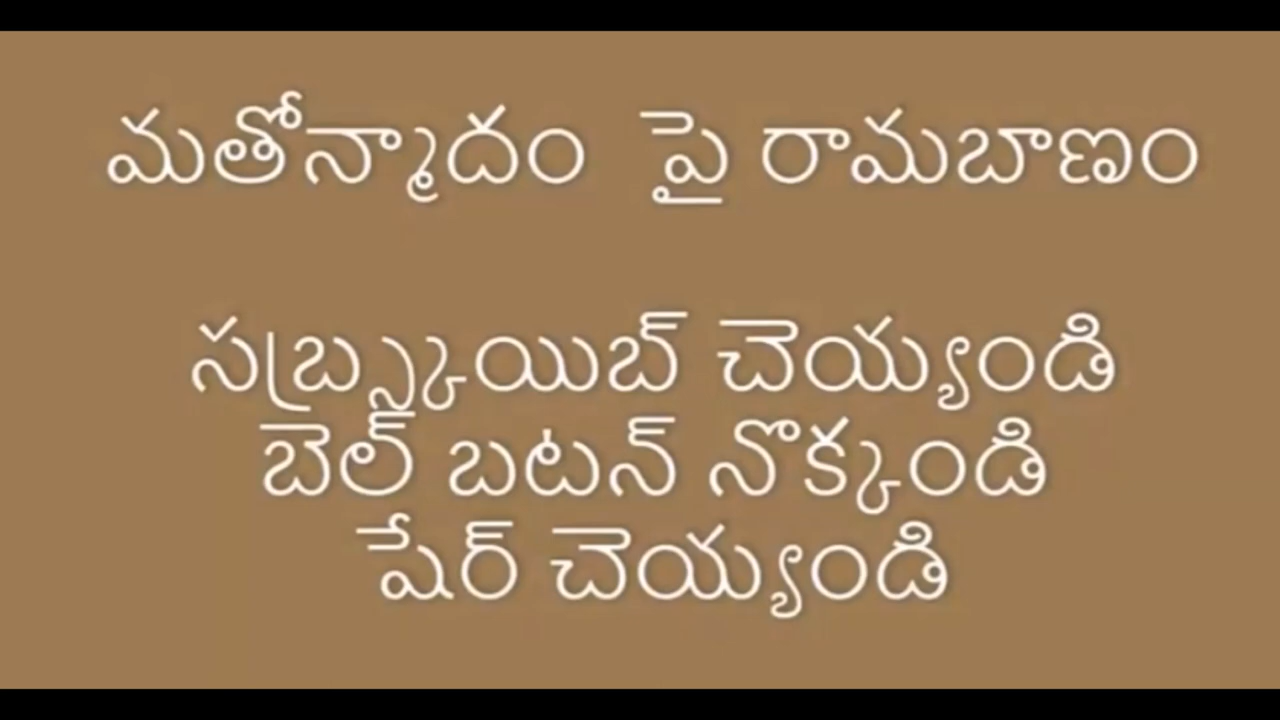 మతోన్మాదం పై రామబాణం
సబ్స్క్రయిబ్ చెయ్యండి
బెల్ బటన్ నొక్కండి
షేర్ చెయ్యండి